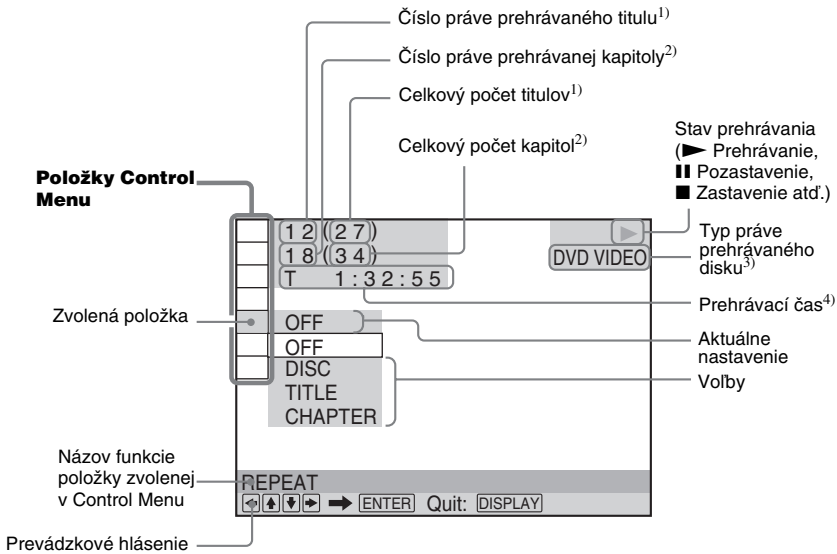 Číslo práve prehrávaného titulu1)
Číslo práve prehrávanej kapitoly2)
Celkový počet titulov1)
Celkový počet kapitol2)
Stav prehrávania
(► Prehrávanie,
❚❚ Pozastavenie,
■ Zastavenie atď.)
Položky Control
Menu
12(27)
18(34)
T 1:32:55
DVD VIDEO
Typ práve
prehrávaného
disku3)
Prehrávací čas4)
Zvolená položka
OFF
Aktuálne
nastavenie
OFF
DISC
TITLE
CHAPTER
Voľby
Názov funkcie
položky zvolenej
v Control Menu
REPEAT
ENTER Quit: DISPLAY
Prevádzkové hlásenie